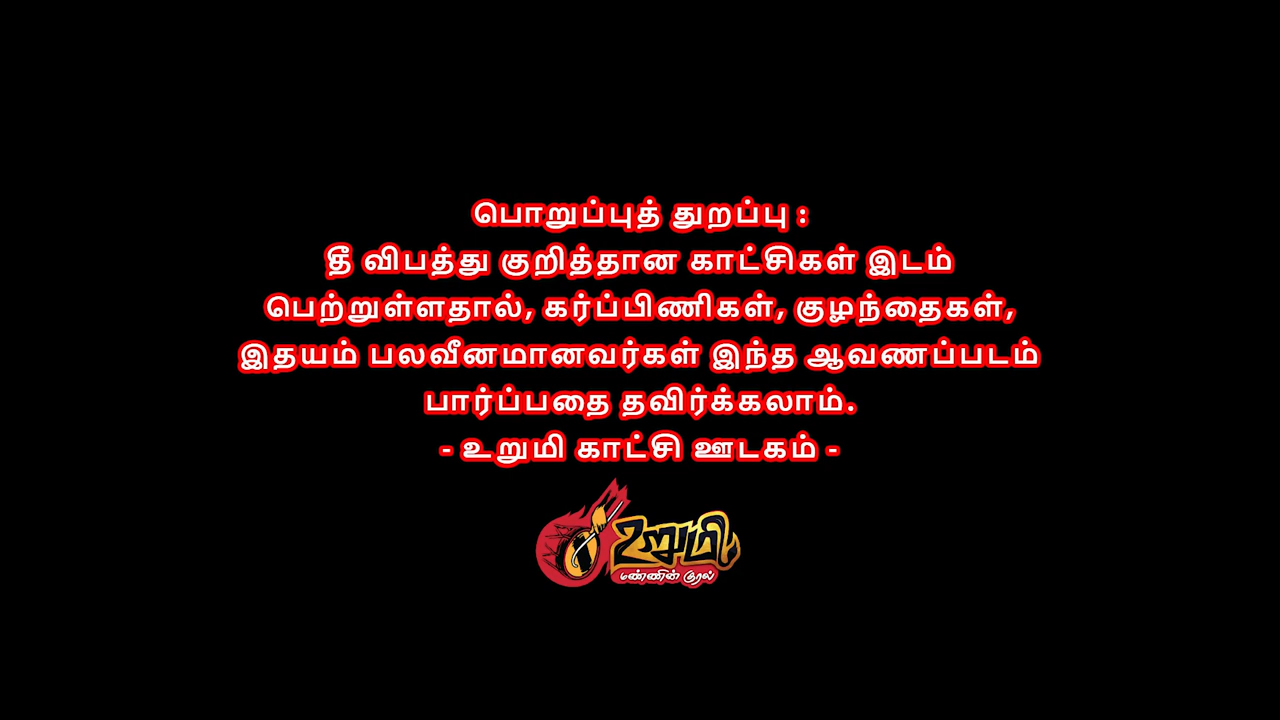 பொறுப்புத் துறப்பு :
தீ விபத்து குறித்தான காட்சிகள் இடம்
பெற்றுள்ளதால், கர்ப்பிணிகள், குழந்தைகள்,
இதயம் பலவீனமானவர்கள் இந்த ஆவணப்படம்
பார்ப்பதை தவிர்க்கலாம்.
- உறுமி காட்சி ஊடகம் -
உறுமி
மண்ணின் குரல்